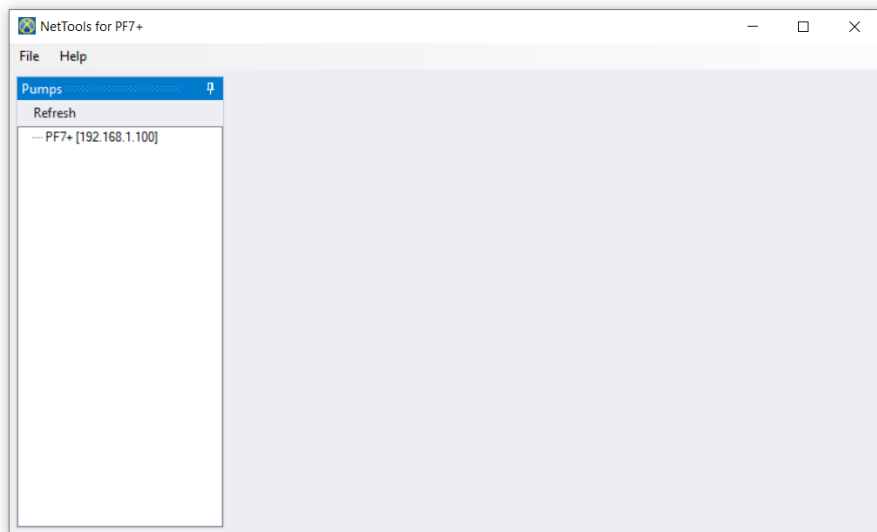 NetTools for PF7+
File Help
Pumps
Refresh
PF7+ [192.168.1.100]